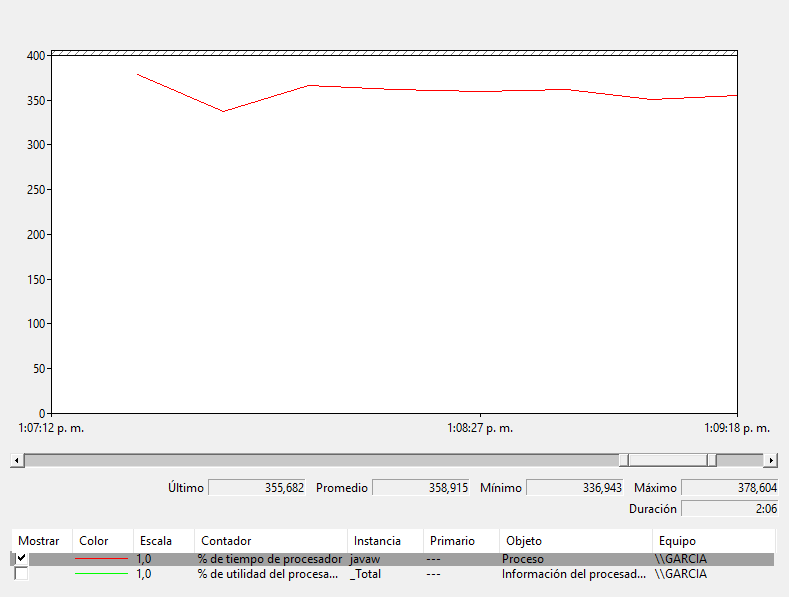 400
350
300
250
200
150
100
50
0
1:07:12 p. m. 1:08:27 p. m. 1:09:18 p. m.
Último 355,682 Promedio 358,915 Mínimo 336,943 Máximo 378,604
Duración 2:06
Mostrar Color Escala Contador Instancia Primario Objeto Equipo
1,0 % de tiempo de procesador javaw --- Proceso \\GARCIA
1,0 % de utilidad del procesa... _Total --- Información del procesad... \\GARCIA